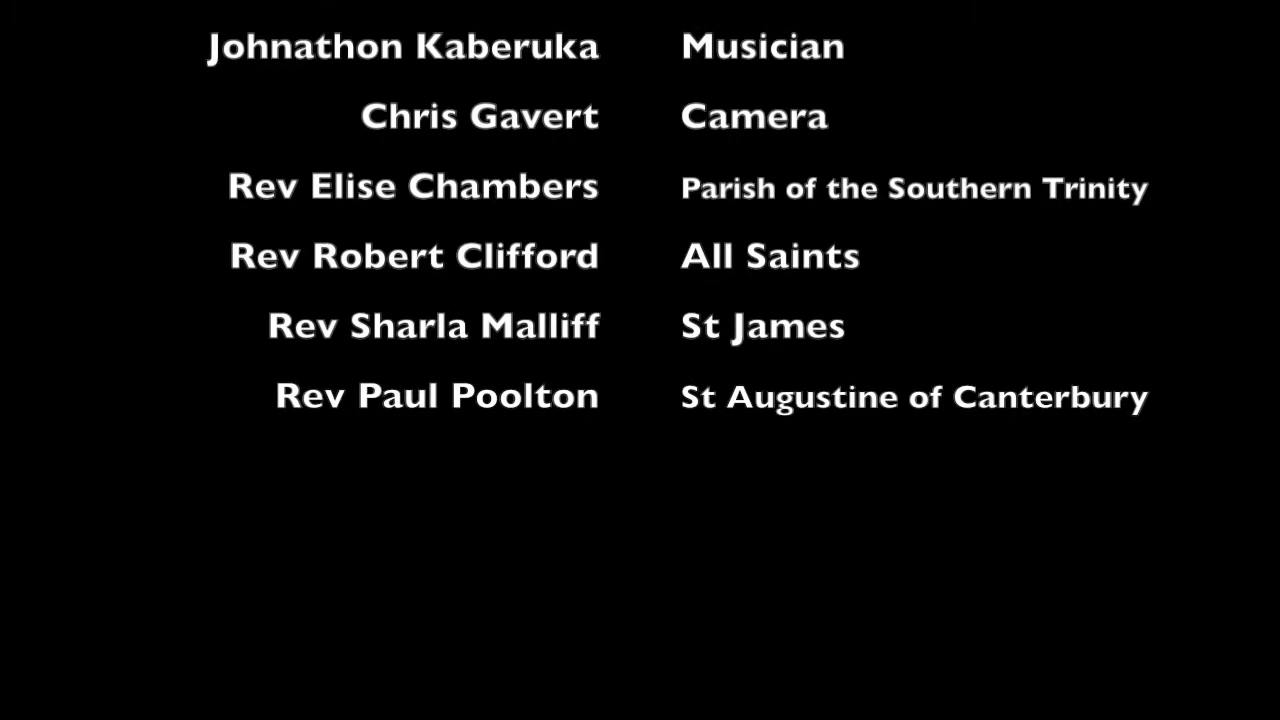 Johnathon Kaberuka Musician
Chris Gavert Camera
Rev Elise Chambers Parish of the Southern Trinity
Rev Robert Clifford All Saints
Rev Sharla Malliff St James
Rev Paul Poolton St Augustine of Canterbury